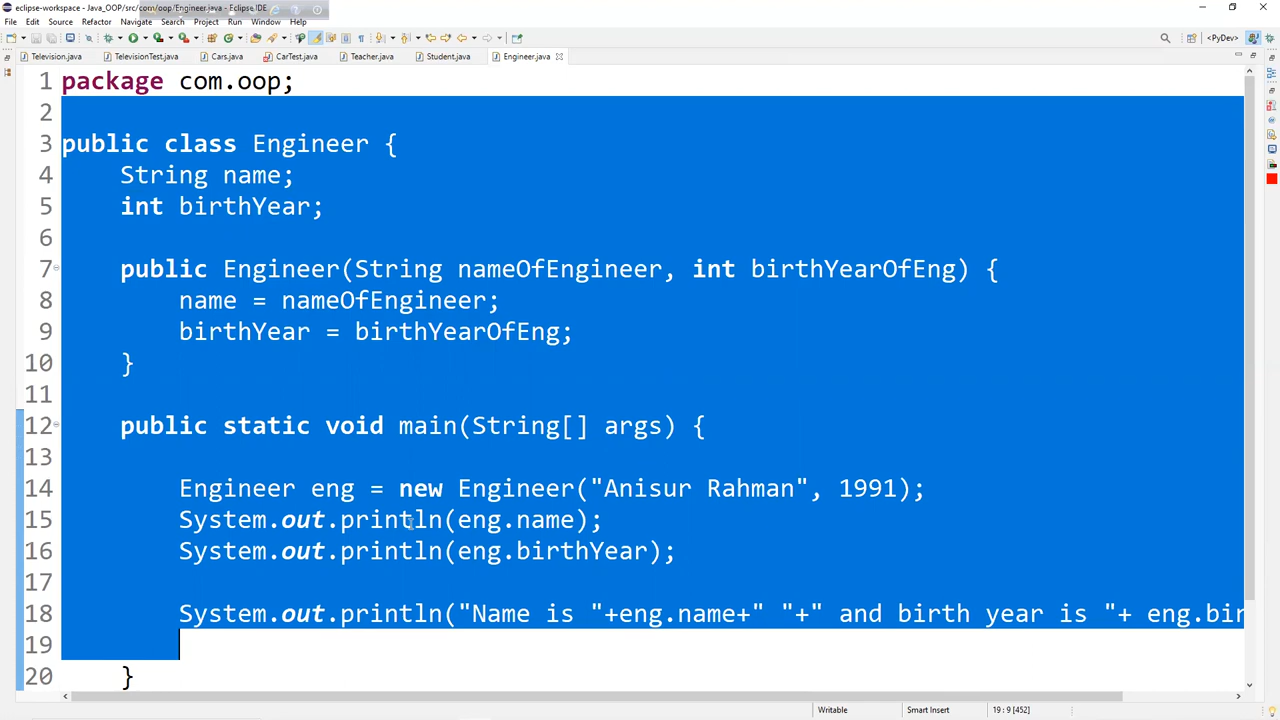 eclipse-workspace - Java_OOP/src/com/oop/Engineer.java - Eclipse IDE
File Edit Source Refactor Navigate Search Project Run Window Help
<PyDev>
Television.java TelevisionTest.java Cars.java CarTest.java Teacher.java Student.java Engineer.java
1 package com.oop;
2
3 public class Engineer {
4 String name;
5 int birthYear;
6
7 public Engineer(String nameOfEngineer, int birthYearOfEng) {
8 name = nameOfEngineer;
9 birthYear = birthYearOfEng;
10 }
11
12 public static void main(String[] args) {
13
14 Engineer eng = new Engineer("Anisur Rahman", 1991);
15 System.out.println(eng.name);
16 System.out.println(eng.birthYear);
17
18 System.out.println("Name is "+eng.name+" "+" and birth year is "+ eng.bir
19
20 }
Writable Smart Insert 19 : 9 [452]